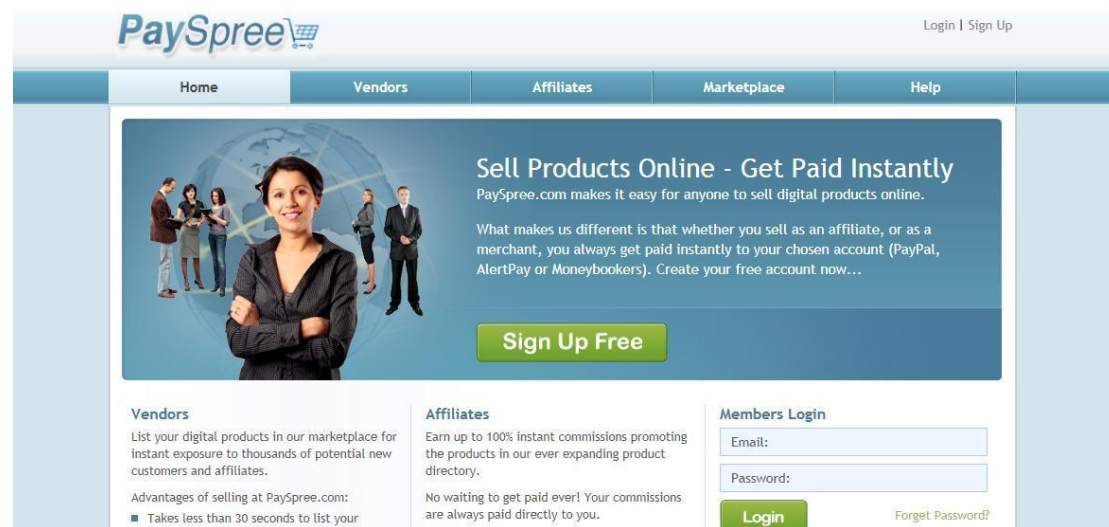 PaySpree
Login | Sign Up
Home
Vendors
Affiliates
Marketplace
Help
Sell Products Online - Get Paid Instantly
PaySpree.com makes it easy for anyone to sell digital products online.
What makes us different is that whether you sell as an affiliate, or as a
merchant, you always get paid instantly to your chosen account (PayPal,
AlertPay or Moneybookers). Create your free account now...
Sign Up Free
Vendors
List your digital products in our marketplace for
instant exposure to thousands of potential new
customers and affiliates.
Advantages of selling at PaySpree.com:
Takes less than 30 seconds to list your
Affiliates
Earn up to 100% instant commissions promoting
the products in our ever expanding product
directory.
No waiting to get paid ever! Your commissions
are always paid directly to you.
Members Login
Email:
Password:
Login
Forget Password?